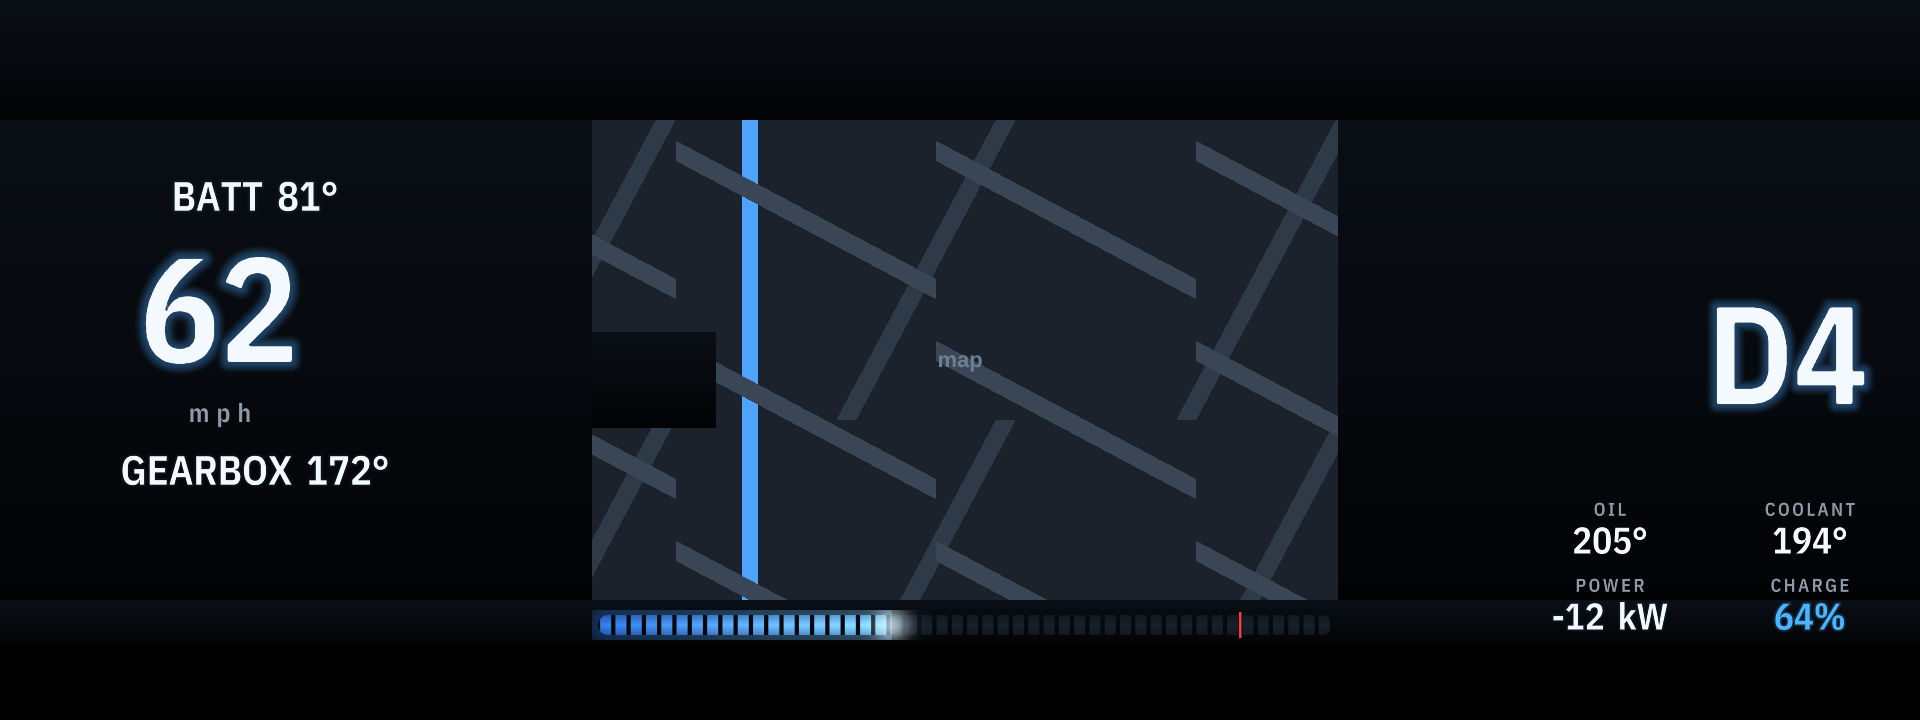 BATT 81°
62
mph
GEARBOX 172°
map
D4
OIL COOLANT
205° 194°
POWER CHARGE
-12 kW 64%